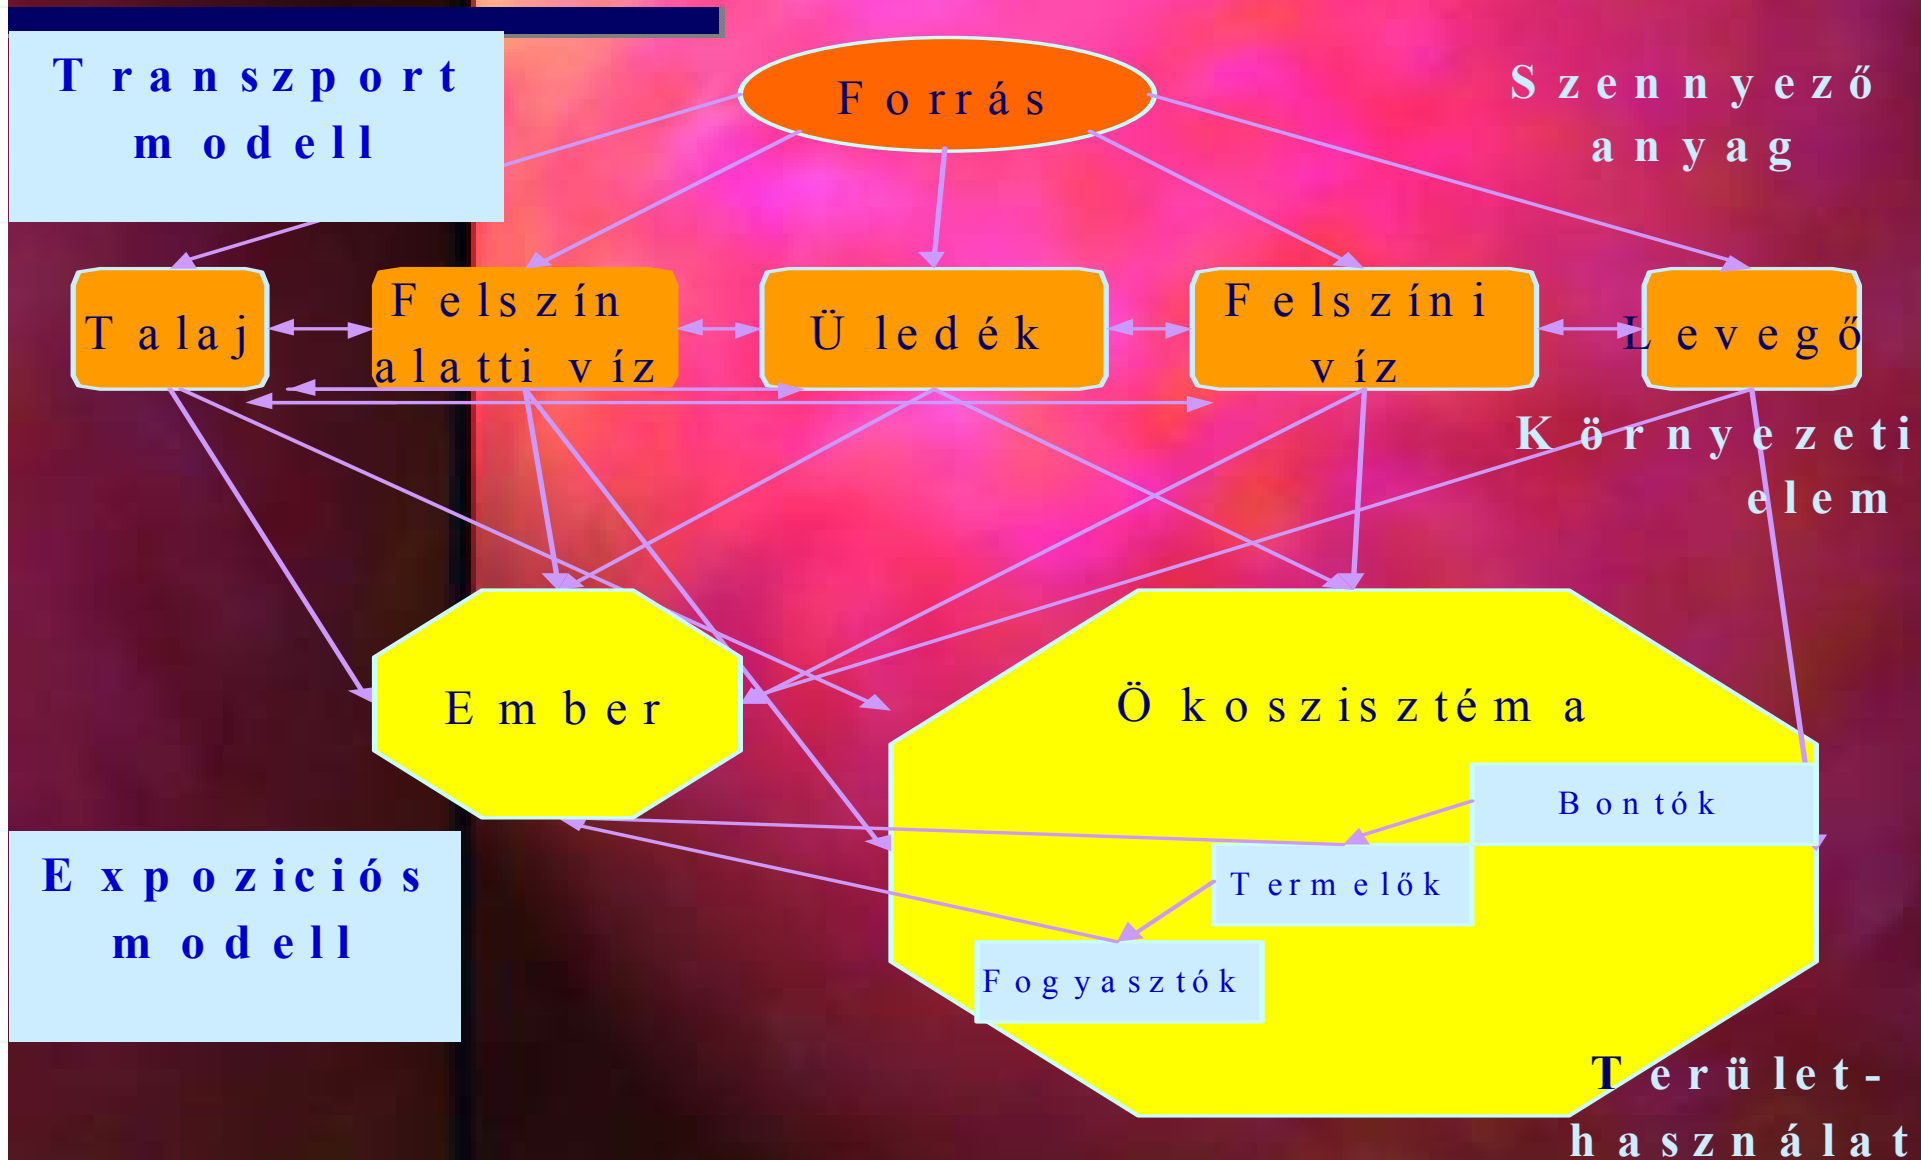 Transzport
modell
Forrás
Szennyező
anyag
Talaj
Felszín
alatti víz
Üledék
Felszíni
víz
Levegő
Környezeti
elem
Ember
Ökoszisztéma
Bontók
Termelők
Fogyasztók
Expoziciós
modell
Terület-
használat